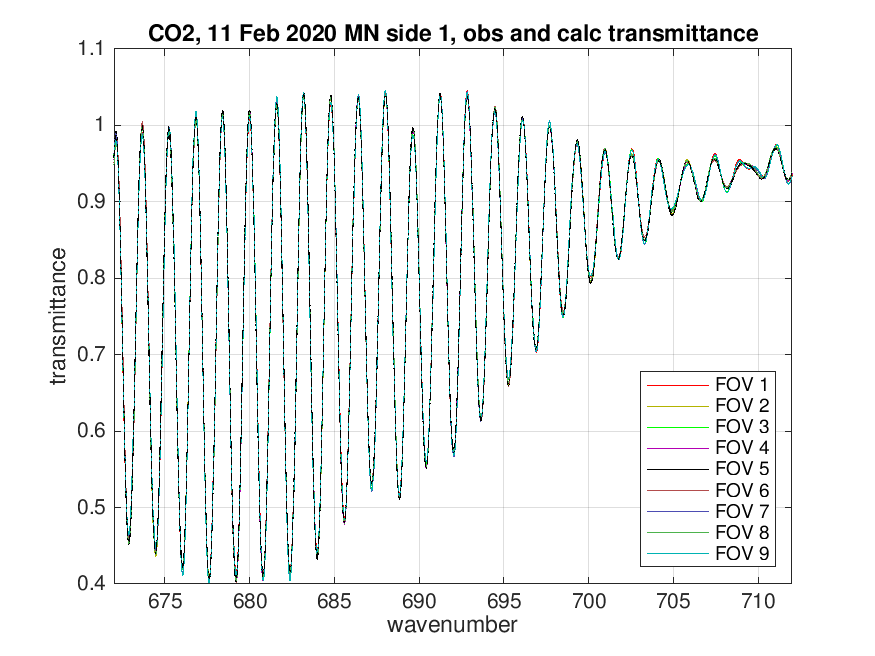 CO2, 11 Feb 2020 MN side 1, obs and calc transmittance
1.1
1
0.9
0.8
0.7
0.6
0.5
0.4
transmittance
675
680
685
690
695
700
705
710
wavenumber
FOV 1
FOV 2
FOV 3
FOV 4
FOV 5
FOV 6
FOV 7
FOV 8
FOV 9